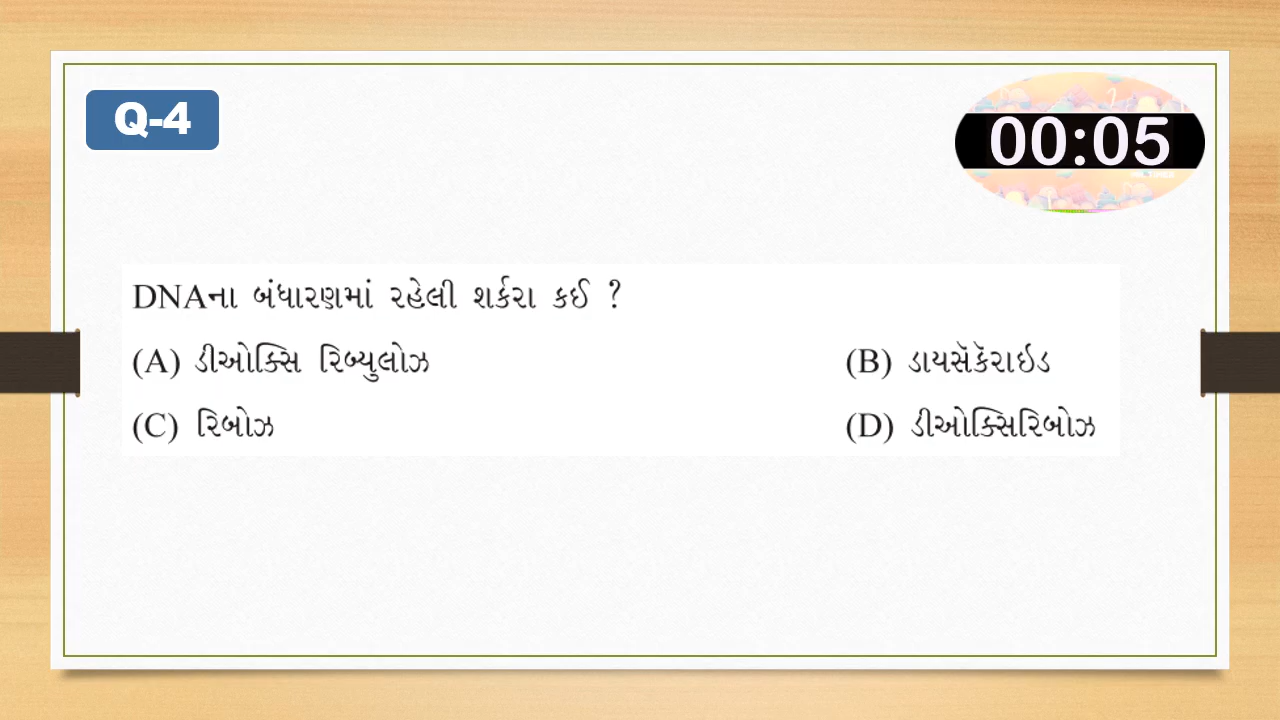 Q-4
00:05
DNAના બંધારણમાં રહેલી શર્કરા કઈ ?
(A) ડીઓક્સિ રિબ્યુલોઝ (B) ડાયસૅકૅરાઇડ
(C) રિબોઝ (D) ડીઓક્સિરિબોઝ